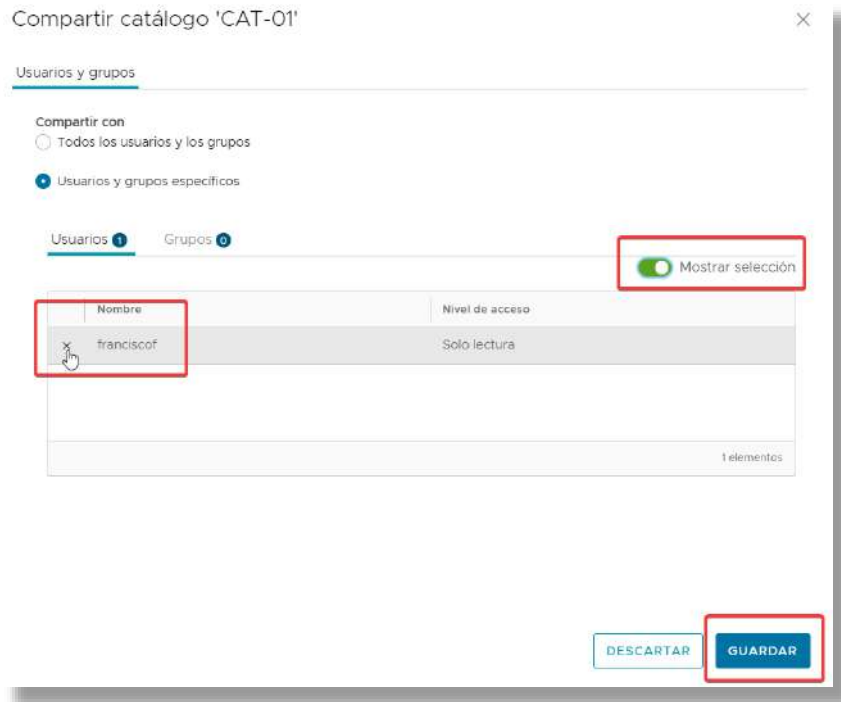 Compartir catálogo 'CAT-01'
Usuarios y grupos
Compartir con
Todos los usuarios y los grupos
Usuarios y grupos específicos
Usuarios 1 Grupos 0
Mostrar selección
Nombre Nivel de acceso
franciscof Solo lectura
1 elementos
DESCARTAR GUARDAR